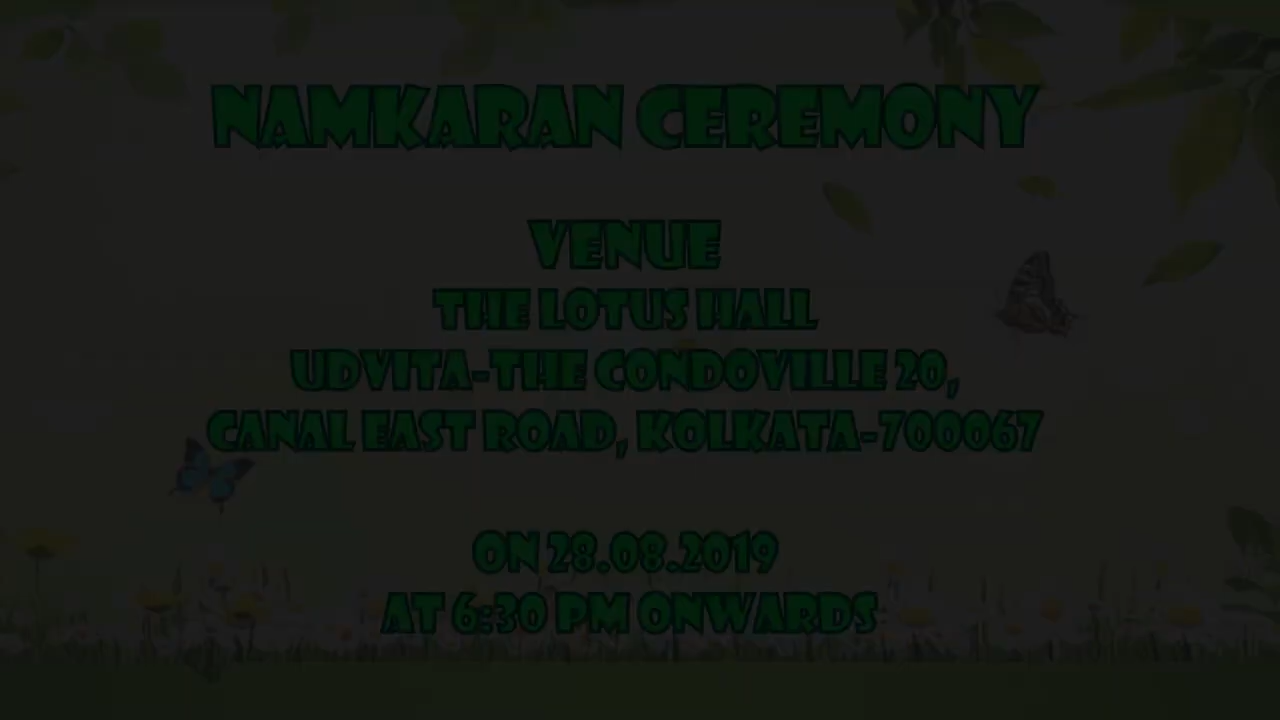 NAMKARAN CEREMONY
VENUE
THE LOTUS HALL
UDVITA-THE CONDOVILLE 20,
CANAL EAST ROAD, KOLKATA-700067
ON 28.08.2019
AT 6:30 PM ONWARDS